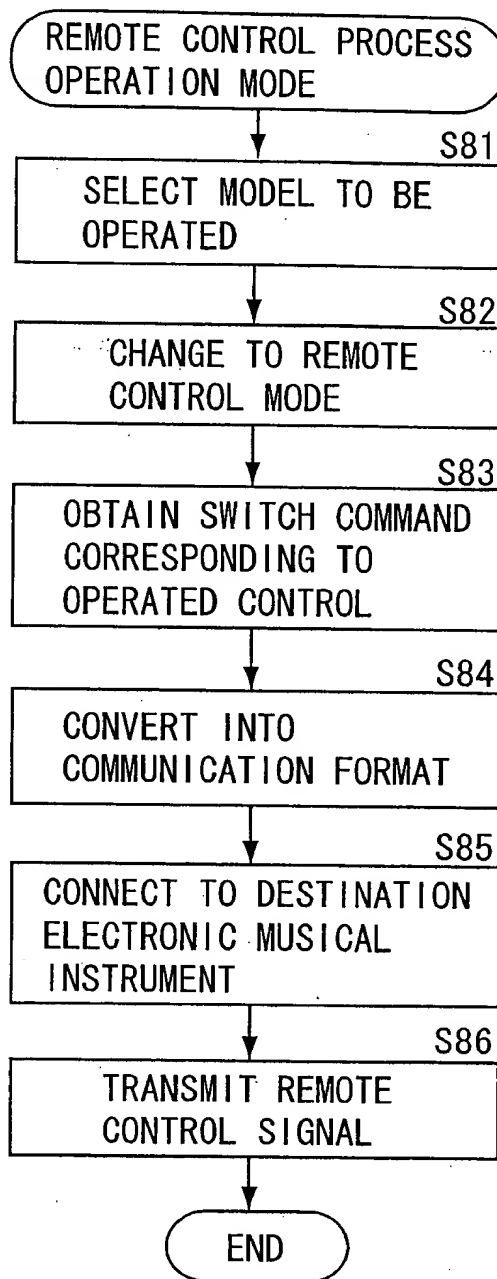 REMOTE CONTROL PROCESS
OPERATION MODE
S81
SELECT MODEL TO BE
OPERATED
S82
CHANGE TO REMOTE
CONTROL MODE
S83
OBTAIN SWITCH COMMAND
CORRESPONDING TO
OPERATED CONTROL
S84
CONVERT INTO
COMMUNICATION FORMAT
S85
CONNECT TO DESTINATION
ELECTRONIC MUSICAL
INSTRUMENT
S86
TRANSMIT REMOTE
CONTROL SIGNAL
END